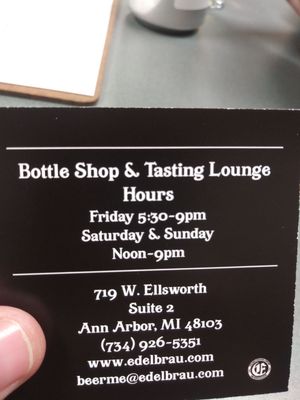 Bottle Shop & Tasting Lounge
Hours
Friday 5:30-9pm
Saturday & Sunday
Noon-9pm
719 W. Ellsworth
Suite 2
Ann Arbor, MI 48103
(734) 926-5351
www.edelbrau.com
beerme@edelbrau.com